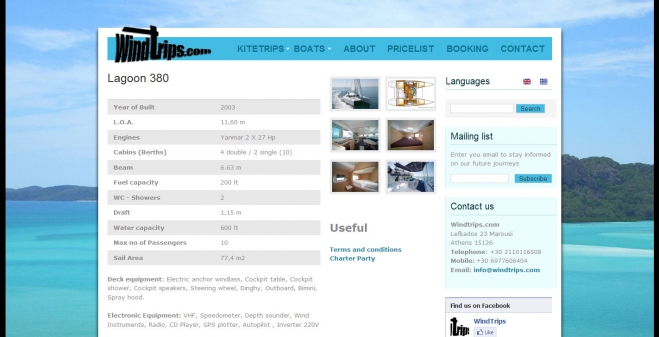 WindTrips.com
KITETRIPS BOATS ABOUT PRICELIST BOOKING CONTACT
Lagoon 380
Year of Built 2003
L.O.A. 11,60 m
Engines Yanmar 2 X 27 Hp
Cabins (Berths) 4 double / 2 single (10)
Beam 6.63 m
Fuel capacity 200 lt
WC - Showers 2
Draft 1,15 m
Water capacity 600 lt
Max no of Passengers 10
Sail Area 77,4 m2
Deck equipment: Electric anchor windlass, Cockpit table, Cockpit
shower, Cockpit speakers, Steering wheel, Dinghy, Outboard, Bimini,
Spray hood.
Electronic Equipment: VHF, Speedometer, Depth sounder, Wind
Instruments, Radio, CD Player, GPS plotter, Autopilot , Inverter 220V
Useful
Terms and conditions
Charter Party
Languages
Search
Mailing list
Enter you email to stay informed
on our future journeys
Subscribe
Contact us
Windtrips.com
Lefkados 23 Marousi
Athens 15126
Telephone: +30 2110116508
Mobile: +30 6977606404
Email: info@windtrips.com
Find us on Facebook
WindTrips
Like